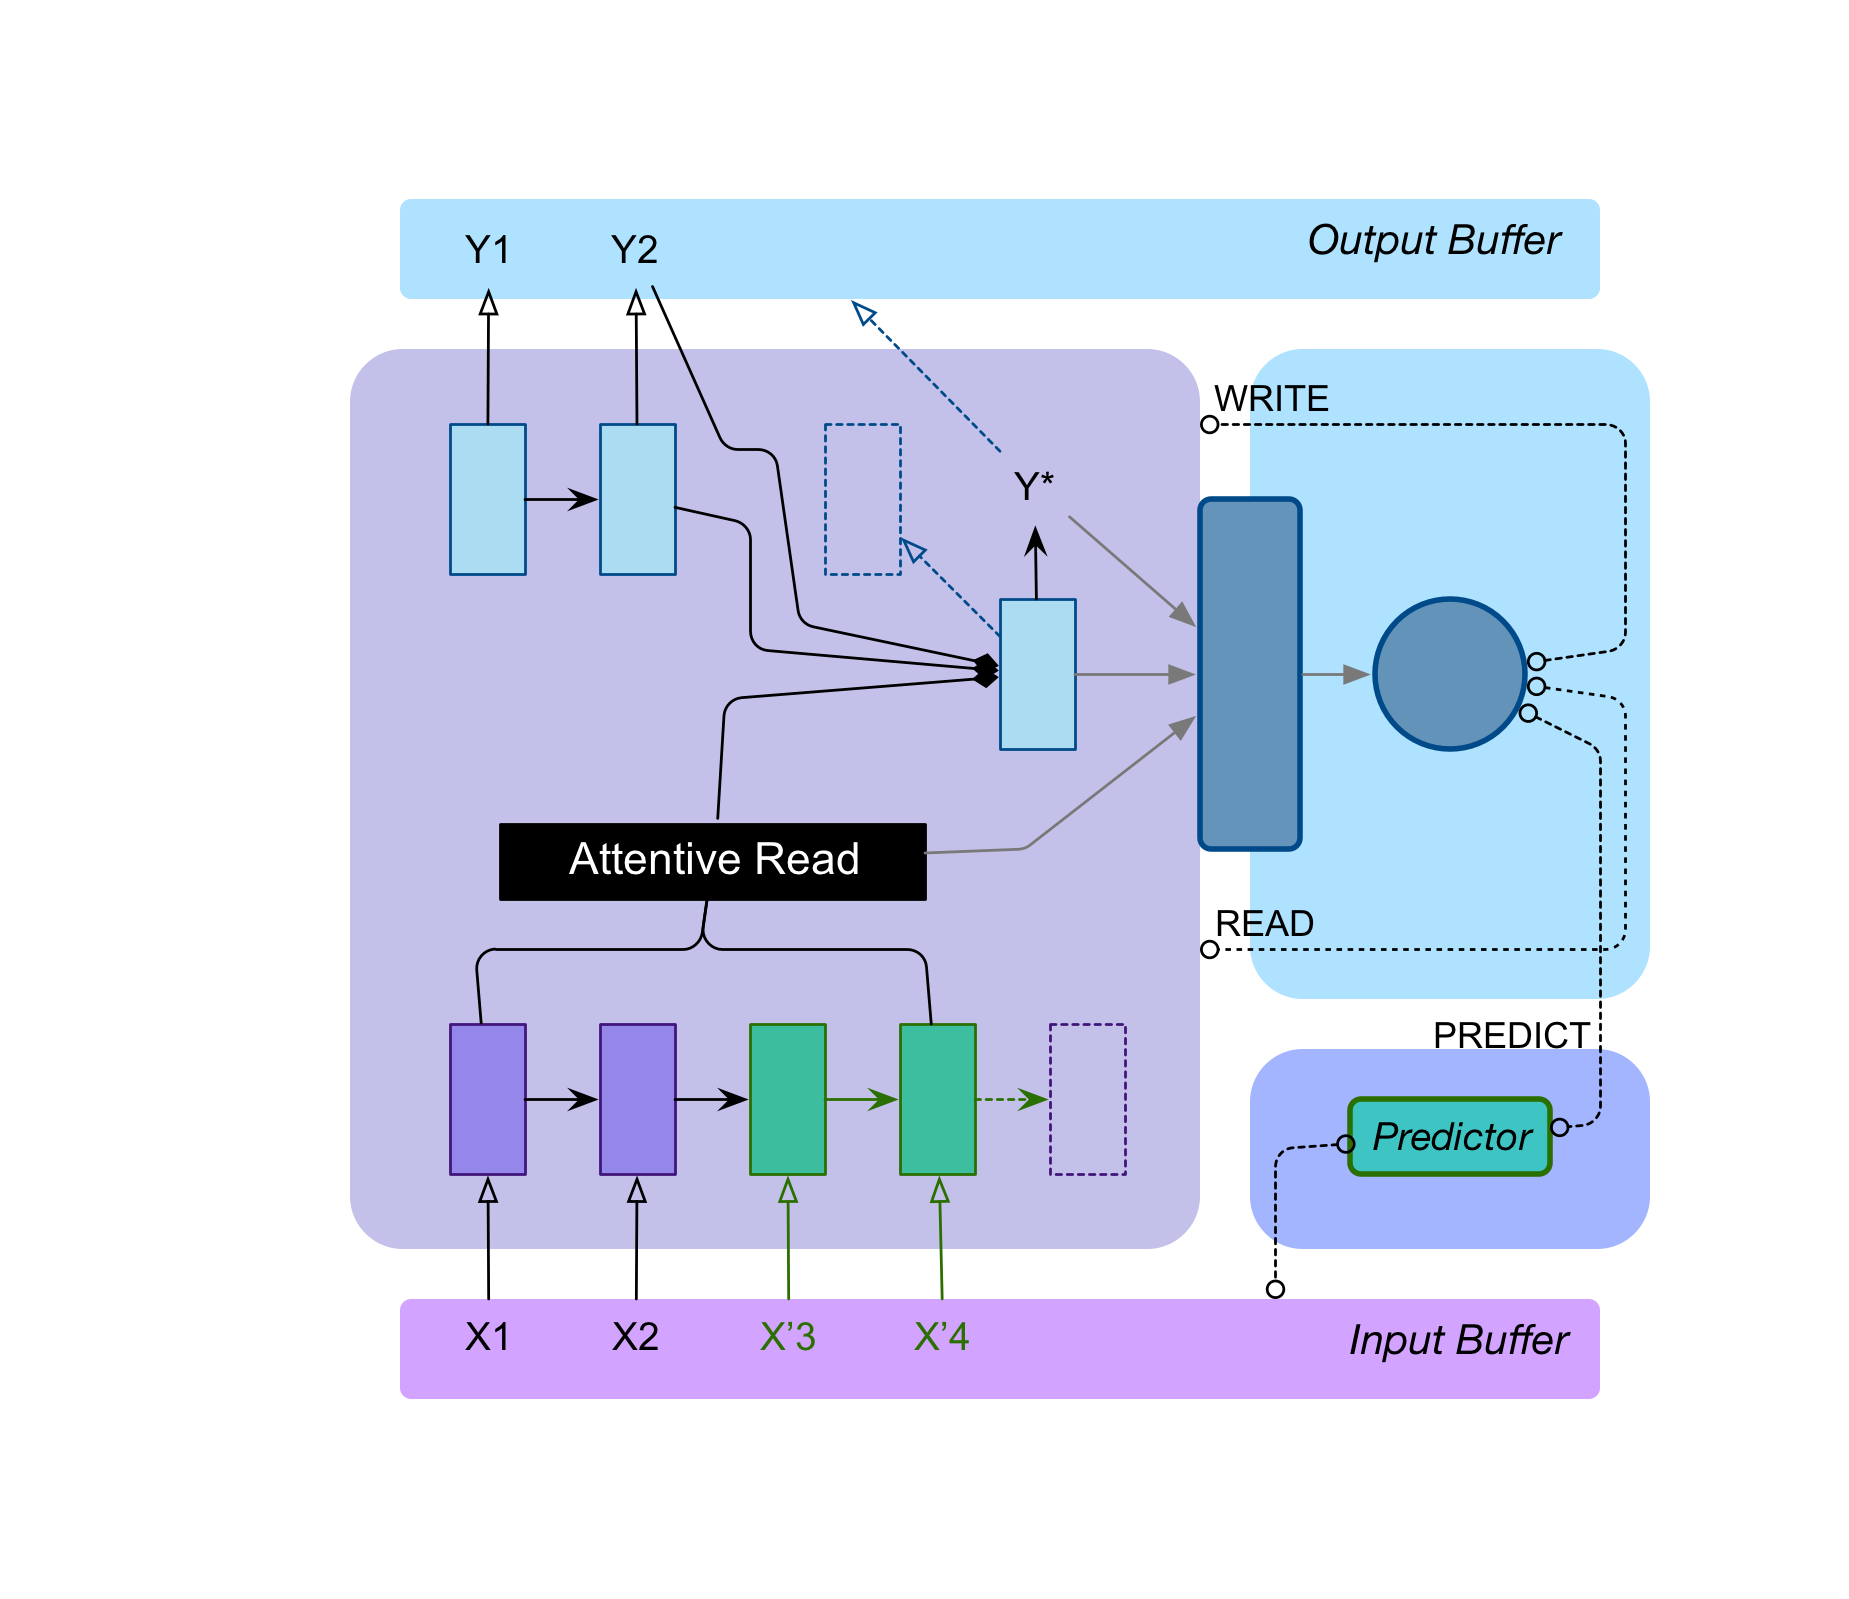 Y1
Y2
Output Buffer
WRITE
Y*
Attentive Read
READ
PREDICT
Predictor
X1
X2
X’3
X’4
Input Buffer